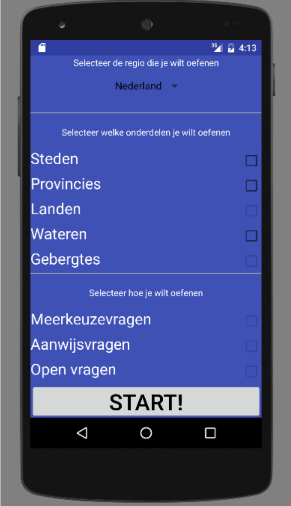 4:13
Selecteer de regio die je wilt oefenen
Nederland
Selecteer welke onderdelen je wilt oefenen
Steden
Provincies
Landen
Wateren
Gebergtes
Selecteer hoe je wilt oefenen
Meerkeuzevragen
Aanwijsvragen
Open vragen
START!